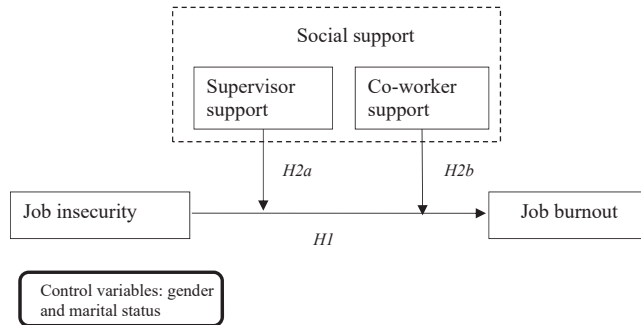 Social support
Supervisor
support
Co-worker
support
H2a
H2b
Job insecurity
Job burnout
H1
Control variables: gender
and marital status